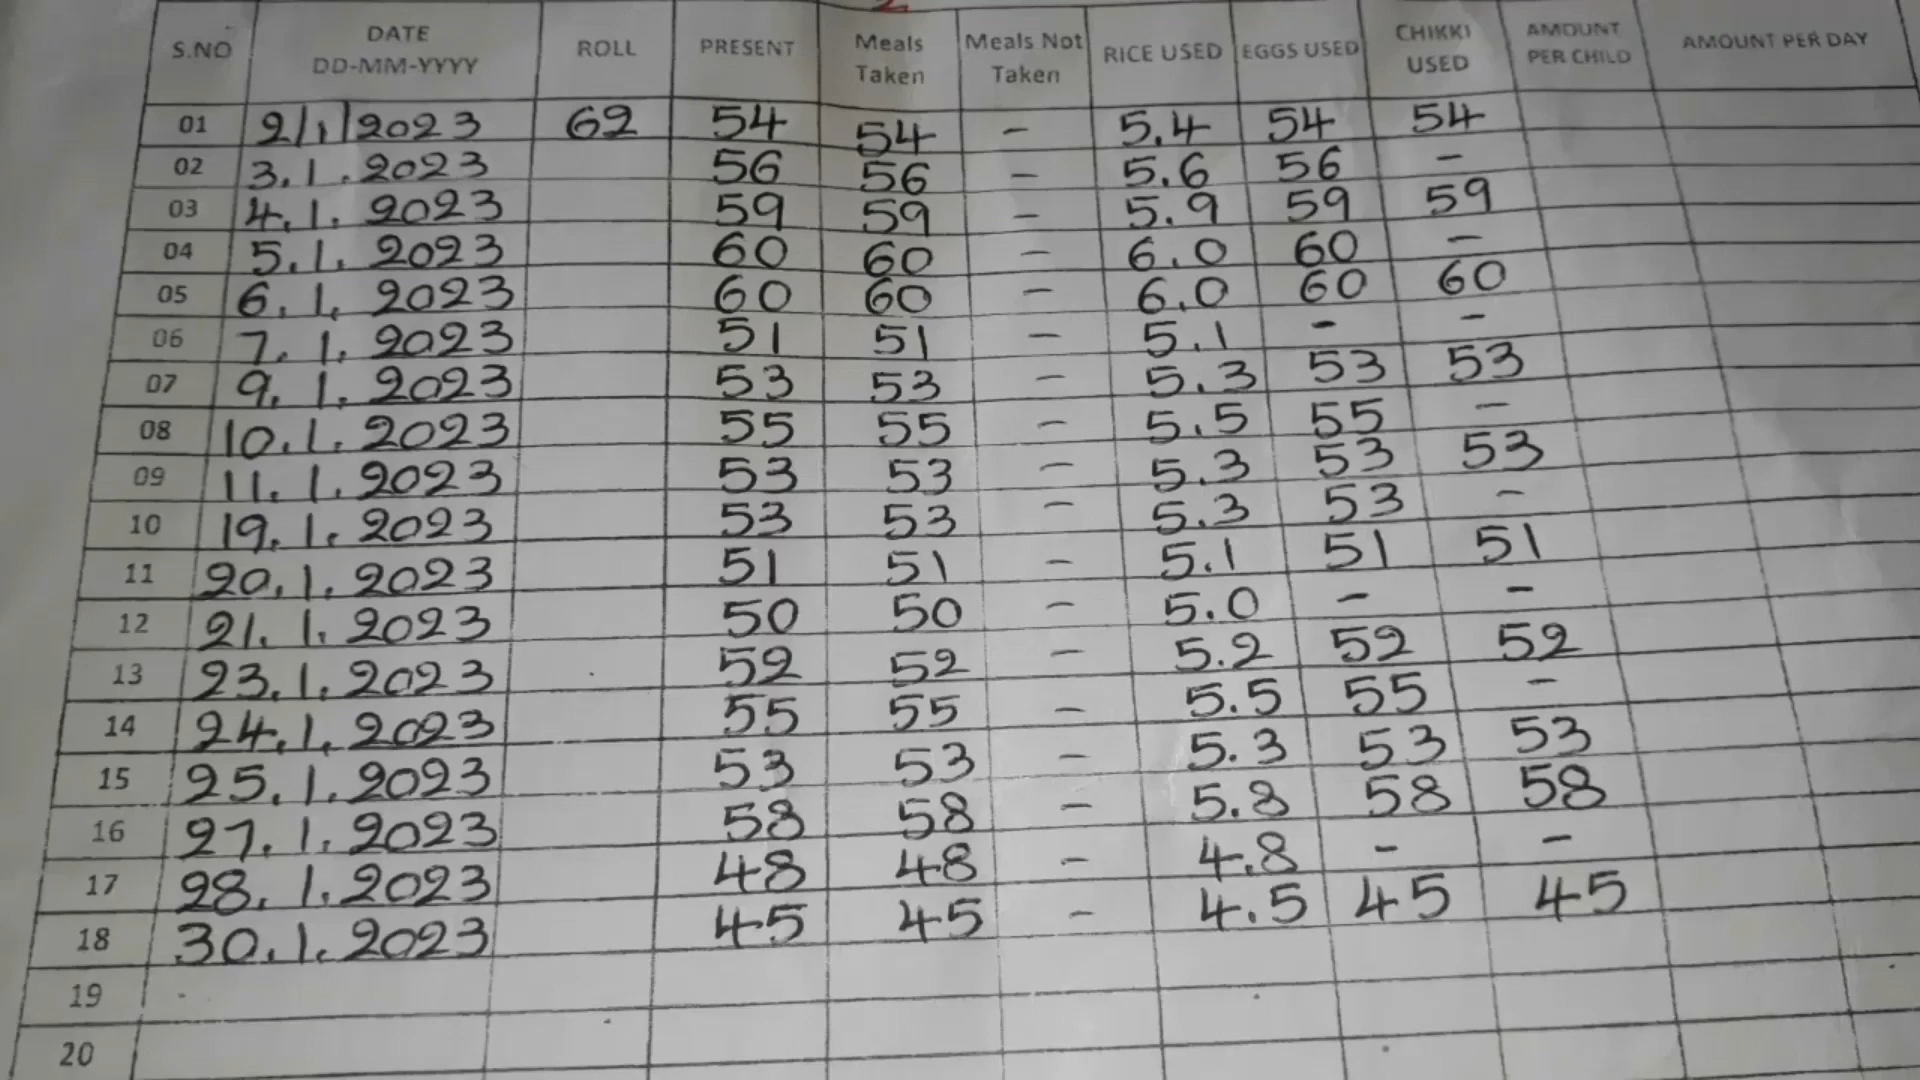 S.NO DATE DD-MM-YYYY ROLL PRESENT Meals Taken Meals Not Taken RICE USED EGGS USED CHIKKI USED AMOUNT PER CHILD AMOUNT PER DAY
01 2/1/2023 62 54 54 - 5.4 54 54
02 3.1.2023 56 56 - 5.6 56 -
03 4.1.2023 59 59 - 5.9 59 59
04 5.1.2023 60 60 - 6.0 60 -
05 6.1.2023 60 60 - 6.0 60 60
06 7.1.2023 51 51 - 5.1 - -
07 9.1.2023 53 53 - 5.3 53 53
08 10.1.2023 55 55 - 5.5 55 -
09 11.1.2023 53 53 - 5.3 53 53
10 19.1.2023 53 53 - 5.3 53 -
11 20.1.2023 51 51 - 5.1 51 51
12 21.1.2023 50 50 - 5.0 - -
13 23.1.2023 52 52 - 5.2 52 52
14 24.1.2023 55 55 - 5.5 55 -
15 25.1.2023 53 53 - 5.3 53 53
16 27.1.2023 58 58 - 5.8 58 58
17 28.1.2023 48 48 - 4.8 - -
18 30.1.2023 45 45 - 4.5 45 45
19
20